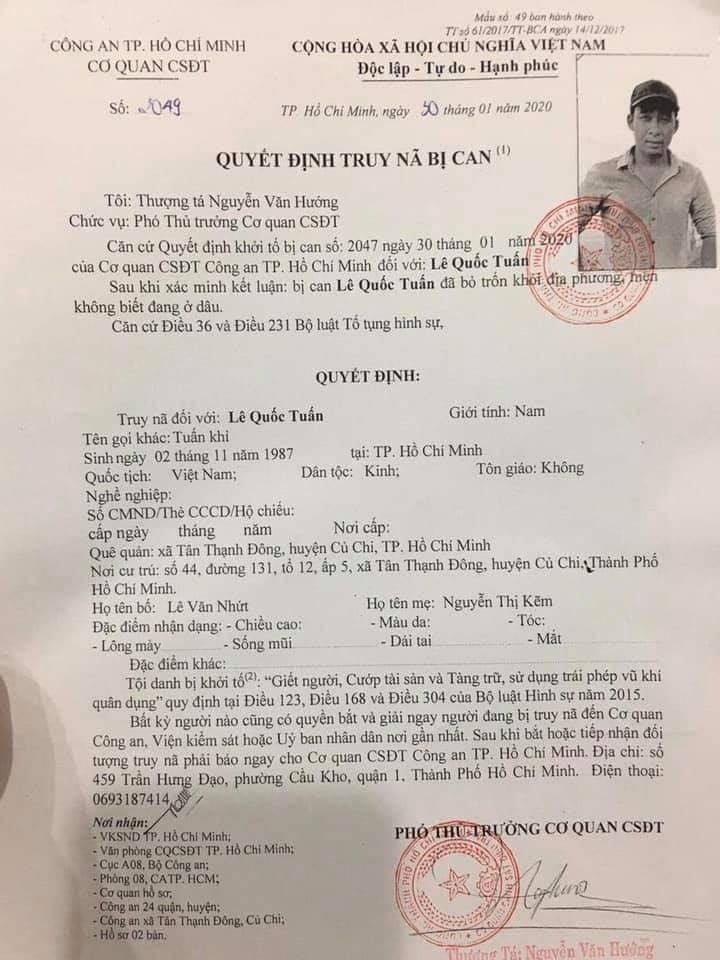 Mẫu số 49 ban hành theo
TT số 61/2017/TT-BCA ngày 14/12/2017
CÔNG AN TP. HỒ CHÍ MINH
CƠ QUAN CSĐT
CỘNG HÒA XÃ HỘI CHỦ NGHĨA VIỆT NAM
Độc lập - Tự do - Hạnh phúc
Số: 2049
TP. Hồ Chí Minh, ngày 30 tháng 01 năm 2020
QUYẾT ĐỊNH TRUY NÃ BỊ CAN (1)
Tôi: Thượng tá Nguyễn Văn Hưởng
Chức vụ: Phó Thủ trưởng Cơ quan CSĐT
Căn cứ Quyết định khởi tố bị can số: 2047 ngày 30 tháng 01 năm 2020
của Cơ quan CSĐT Công an TP. Hồ Chí Minh đối với: Lê Quốc Tuấn
Sau khi xác minh kết luận: bị can Lê Quốc Tuấn đã bỏ trốn khỏi địa phương, hiện
không biết đang ở dâu.
Căn cứ Điều 36 và Điều 231 Bộ luật Tố tụng hình sự,
QUYẾT ĐỊNH:
Truy nã đối với: Lê Quốc Tuấn Giới tính: Nam
Tên gọi khác: Tuấn khỉ
Sinh ngày 02 tháng 11 năm 1987 tại: TP. Hồ Chí Minh
Quốc tịch: Việt Nam; Dân tộc: Kinh; Tôn giáo: Không
Nghề nghiệp:
Số CMND/Thẻ CCCD/Hộ chiếu:
cấp ngày tháng năm Nơi cấp:
Quê quán: xã Tân Thạnh Đông, huyện Củ Chi, TP. Hồ Chí Minh
Nơi cư trú: số 44, đường 131, tổ 12, ấp 5, xã Tân Thạnh Đông, huyện Củ Chi, Thành Phố
Hồ Chí Minh.
Họ tên bố: Lê Văn Nhứt Họ tên mẹ: Nguyễn Thị Kẽm
Đặc điểm nhận dạng: - Chiều cao: - Màu da: - Tóc:
- Lông mày - Sống mũi - Dái tai - Mắt
Đặc điểm khác:
Tội danh bị khởi tố(2): “Giết người, Cướp tài sản và Tàng trữ, sử dụng trái phép vũ khí
quân dụng” quy định tại Điều 123, Điều 168 và Điều 304 của Bộ luật Hình sự năm 2015.
Bất kỳ người nào cũng có quyền bắt và giải ngay người đang bị truy nã đến Cơ quan
Công an, Viện kiểm sát hoặc Uỷ ban nhân dân nơi gần nhất. Sau khi bắt hoặc tiếp nhận đối
tượng truy nã phải báo ngay cho Cơ quan CSĐT Công an TP. Hồ Chí Minh. Địa chỉ: số
459 Trần Hưng Đạo, phường Cầu Kho, quận 1, Thành Phố Hồ Chí Minh. Điện thoại:
0693187414
Nơi nhận:
- VKSND TP. Hồ Chí Minh;
- Văn phòng CQCSĐT TP. Hồ Chí Minh;
- Cục A08, Bộ Công an;
- Phòng 08, CATP. HCM;
- Cơ quan hồ sơ;
- Công an 24 quận, huyện;
- Công an xã Tân Thạnh Đông, Củ Chi;
- Hồ sơ 02 bản.
PHÓ THỦ TRƯỞNG CƠ QUAN CSĐT
Thượng Tá: Nguyễn Văn Hưởng